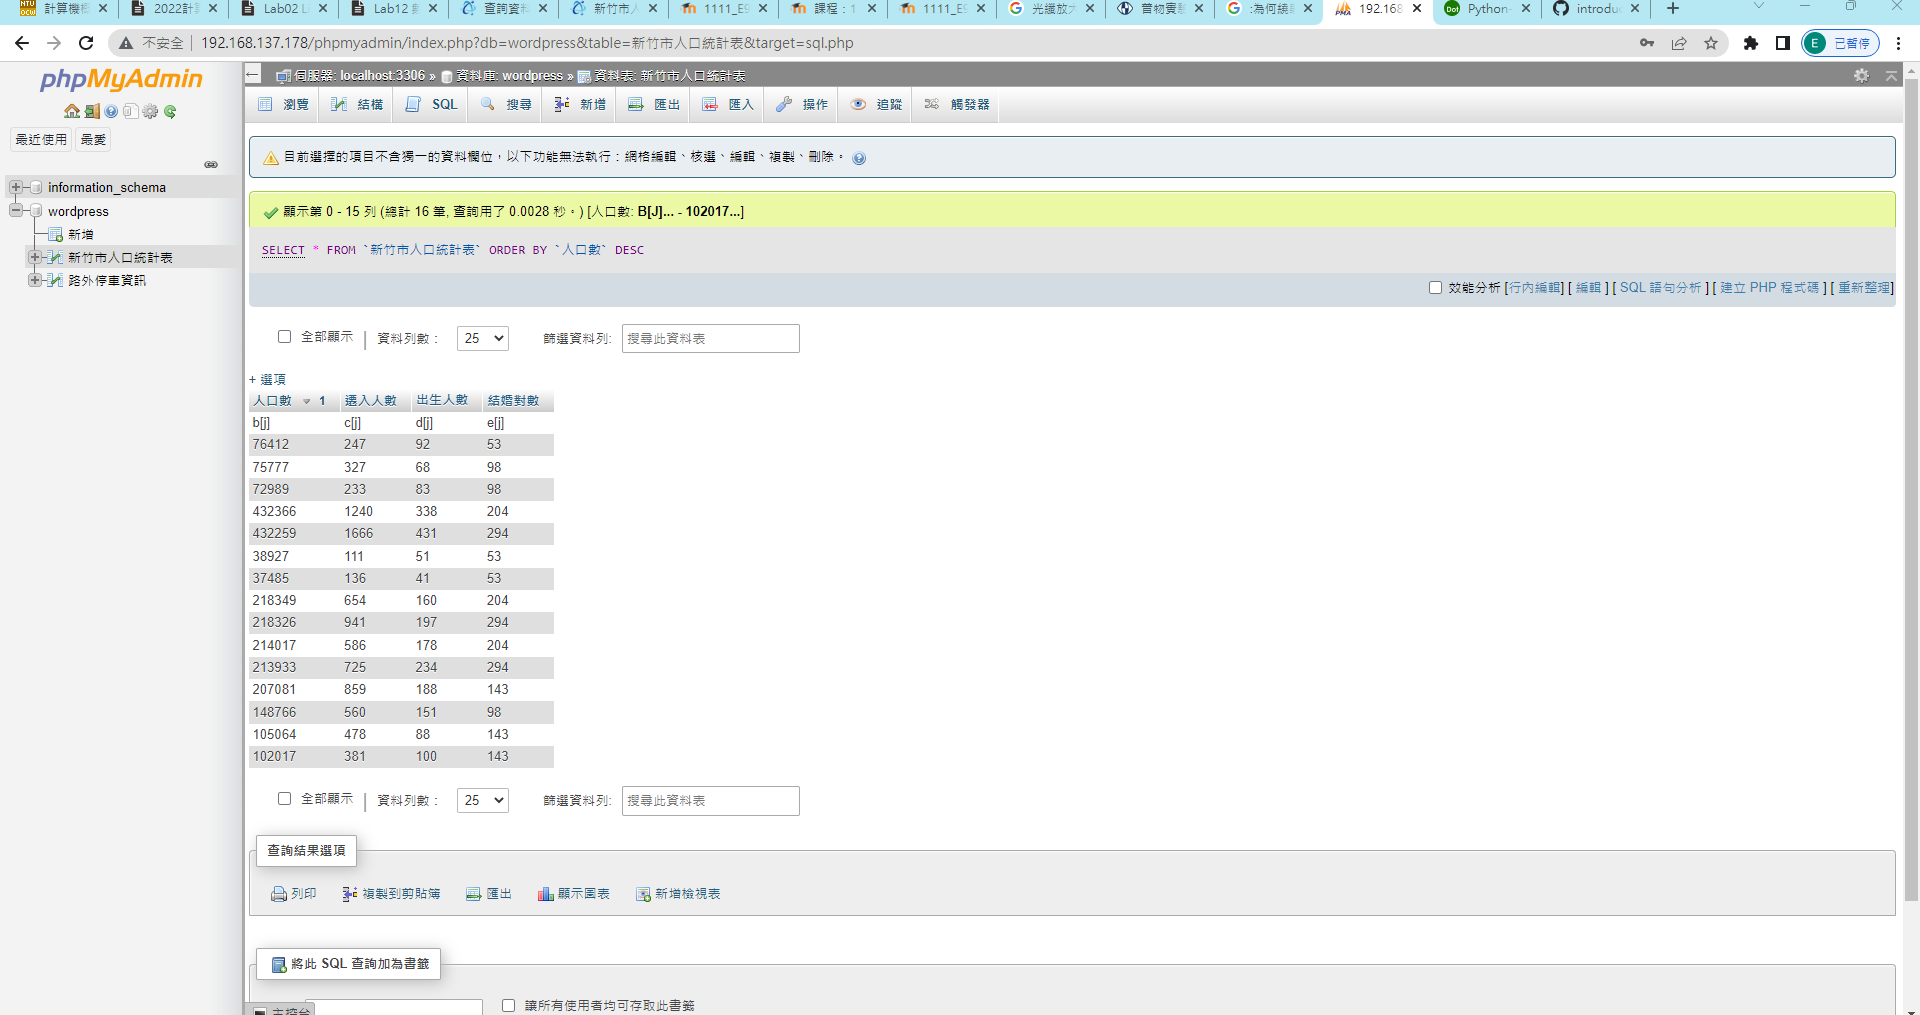 計算機概
2022計算
Lab02 L
Lab12 
查詢資料
新竹市人
1111_E9
課程：1
1111_E9
光纖放大
普物實驗
:為何繞射
192.168
Python-
introduc
不安全 192.168.137.178/phpmyadmin/index.php?db=wordpress&table=新竹市人口統計表&target=sql.php
E 已暫停
phpMyAdmin
最近使用 最愛
information_schema
wordpress
新增
新竹市人口統計表
路外停車資訊
伺服器: localhost:3306 » 資料庫: wordpress » 資料表: 新竹市人口統計表
瀏覽 結構 SQL 搜尋 新增 匯出 匯入 操作 追蹤 觸發器
目前選擇的項目不含獨一的資料欄位，以下功能無法執行：網格編輯、核選、編輯、複製、刪除。
顯示第 0 - 15 列 (總計 16 筆, 查詢用了 0.0028 秒。) [人口數: B[J]... - 102017...]
SELECT * FROM `新竹市人口統計表` ORDER BY `人口數` DESC
效能分析 [行內編輯] [ 編輯 ] [ SQL 語句分析 ] [ 建立 PHP 程式碼 ] [ 重新整理]
全部顯示 | 資料列數： 25 篩選資料列: 搜尋此資料表
+ 選項
人口數 1 遷入人數 出生人數 結婚對數
b[j] c[j] d[j] e[j]
76412 247 92 53
75777 327 68 98
72989 233 83 98
432366 1240 338 204
432259 1666 431 294
38927 111 51 53
37485 136 41 53
218349 654 160 204
218326 941 197 294
214017 586 178 204
213933 725 234 294
207081 859 188 143
148766 560 151 98
105064 478 88 143
102017 381 100 143
全部顯示 | 資料列數： 25 篩選資料列: 搜尋此資料表
查詢結果選項
列印 複製到剪貼簿 匯出 顯示圖表 新增檢視表
將此 SQL 查詢加為書籤
讓所有使用者均可存取此書籤
主控台